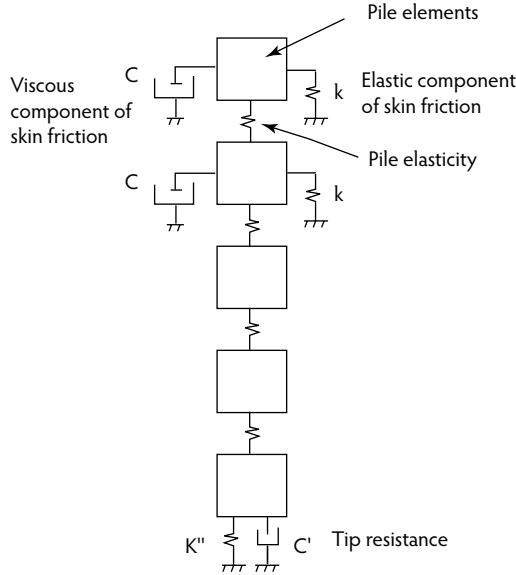 Pile elements
C
Viscous
component of
skin friction
k
Elastic component
of skin friction
Pile elasticity
C
k
K"
C'
Tip resistance